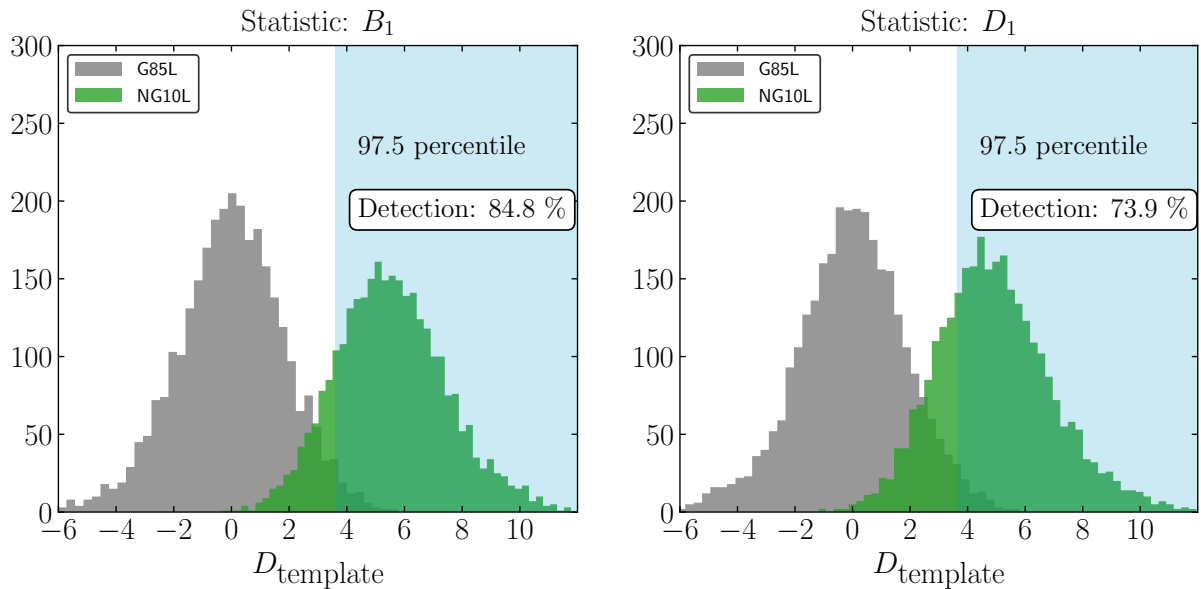 Statistic: B₁
300
250
200
150
100
50
0
G85L
NG10L
97.5 percentile
Detection: 84.8 %
−6 −4 −2 0 2 4 6 8 10
D_template
Statistic: D₁
300
250
200
150
100
50
0
G85L
NG10L
97.5 percentile
Detection: 73.9 %
−6 −4 −2 0 2 4 6 8 10
D_template